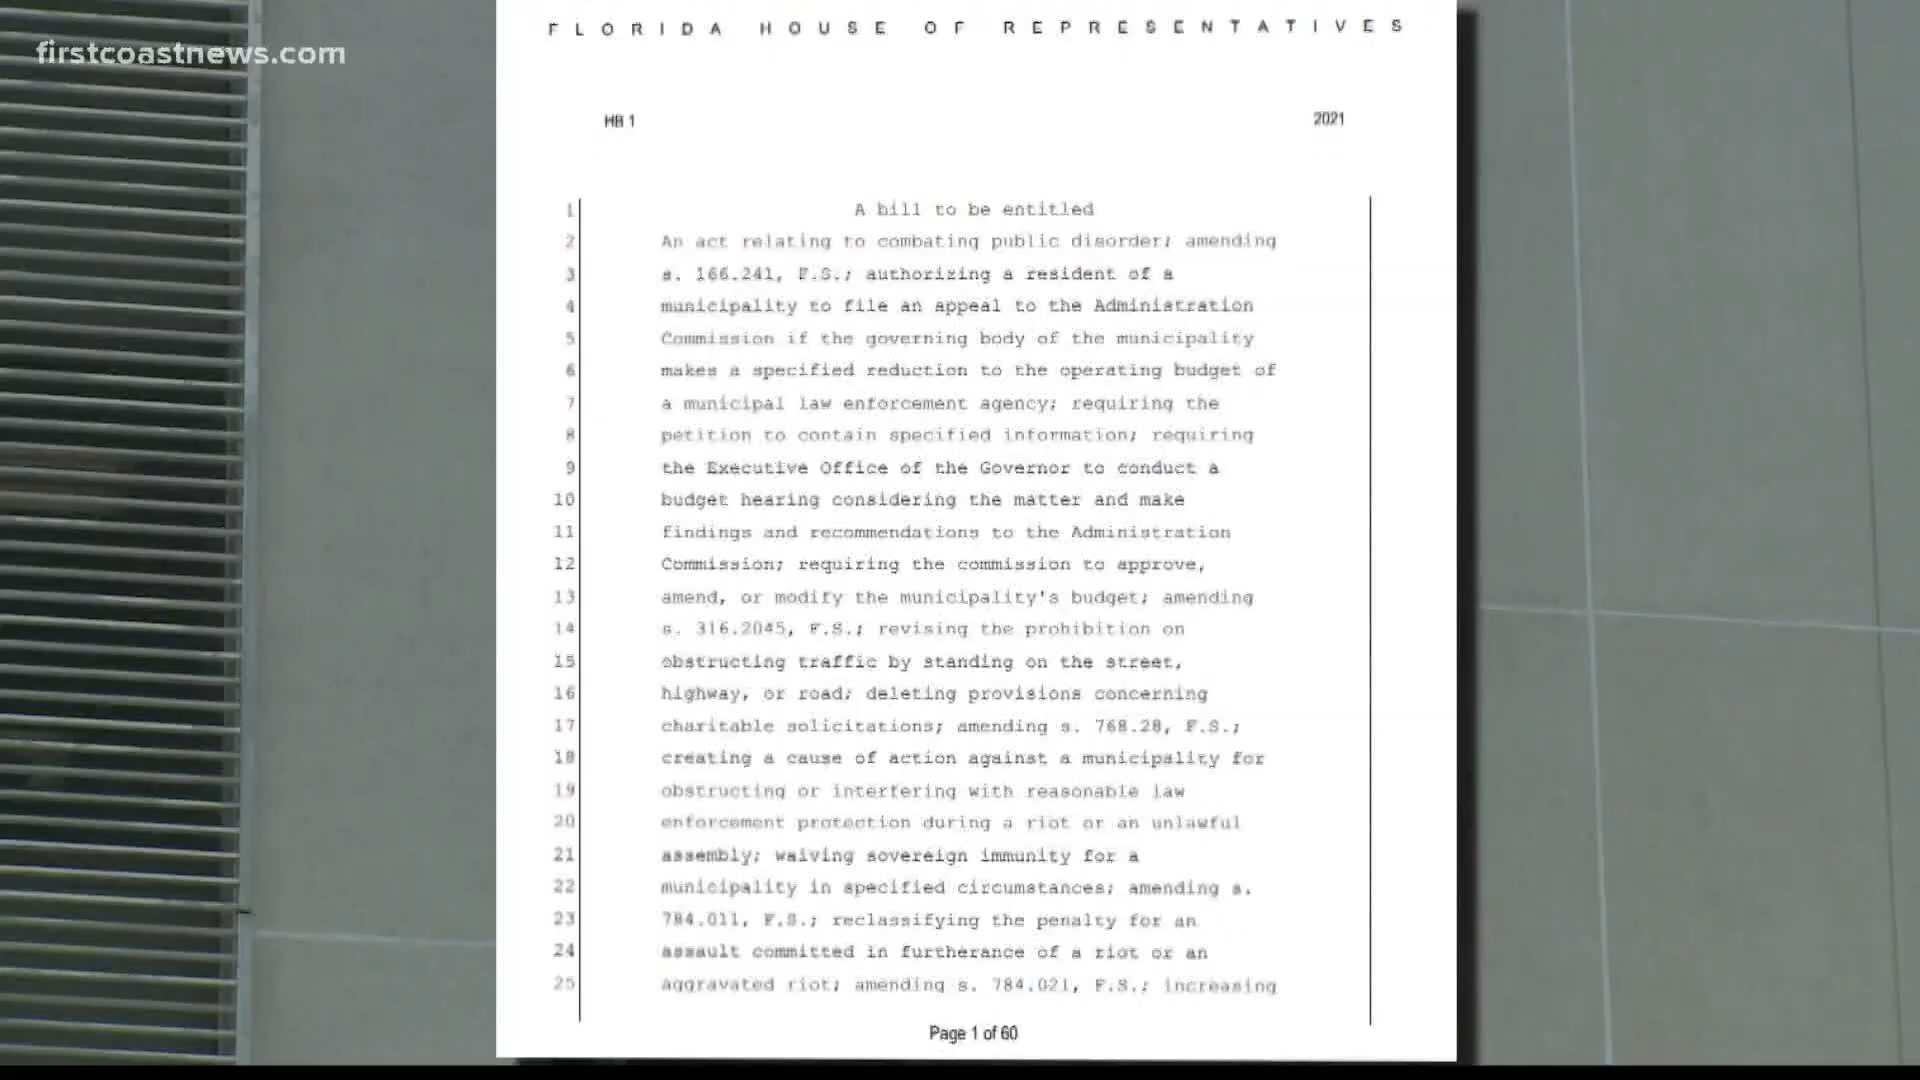 FLORIDA HOUSE OF REPRESENTATIVES
firstcoastnews.com
HB 1 2021
1 A bill to be entitled
2 An act relating to combating public disorder; amending
3 s. 166.241, F.S.; authorizing a resident of a
4 municipality to file an appeal to the Administration
5 Commission if the governing body of the municipality
6 makes a specified reduction to the operating budget of
7 a municipal law enforcement agency; requiring the
8 petition to contain specified information; requiring
9 the Executive Office of the Governor to conduct a
10 budget hearing considering the matter and make
11 findings and recommendations to the Administration
12 Commission; requiring the commission to approve,
13 amend, or modify the municipality's budget; amending
14 s. 316.2045, F.S.; revising the prohibition on
15 obstructing traffic by standing on the street,
16 highway, or road; deleting provisions concerning
17 charitable solicitations; amending s. 768.28, F.S.;
18 creating a cause of action against a municipality for
19 obstructing or interfering with reasonable law
20 enforcement protection during a riot or an unlawful
21 assembly; waiving sovereign immunity for a
22 municipality in specified circumstances; amending s.
23 784.011, F.S.; reclassifying the penalty for an
24 assault committed in furtherance of a riot or an
25 aggravated riot; amending s. 784.021, F.S.; increasing
Page 1 of 60